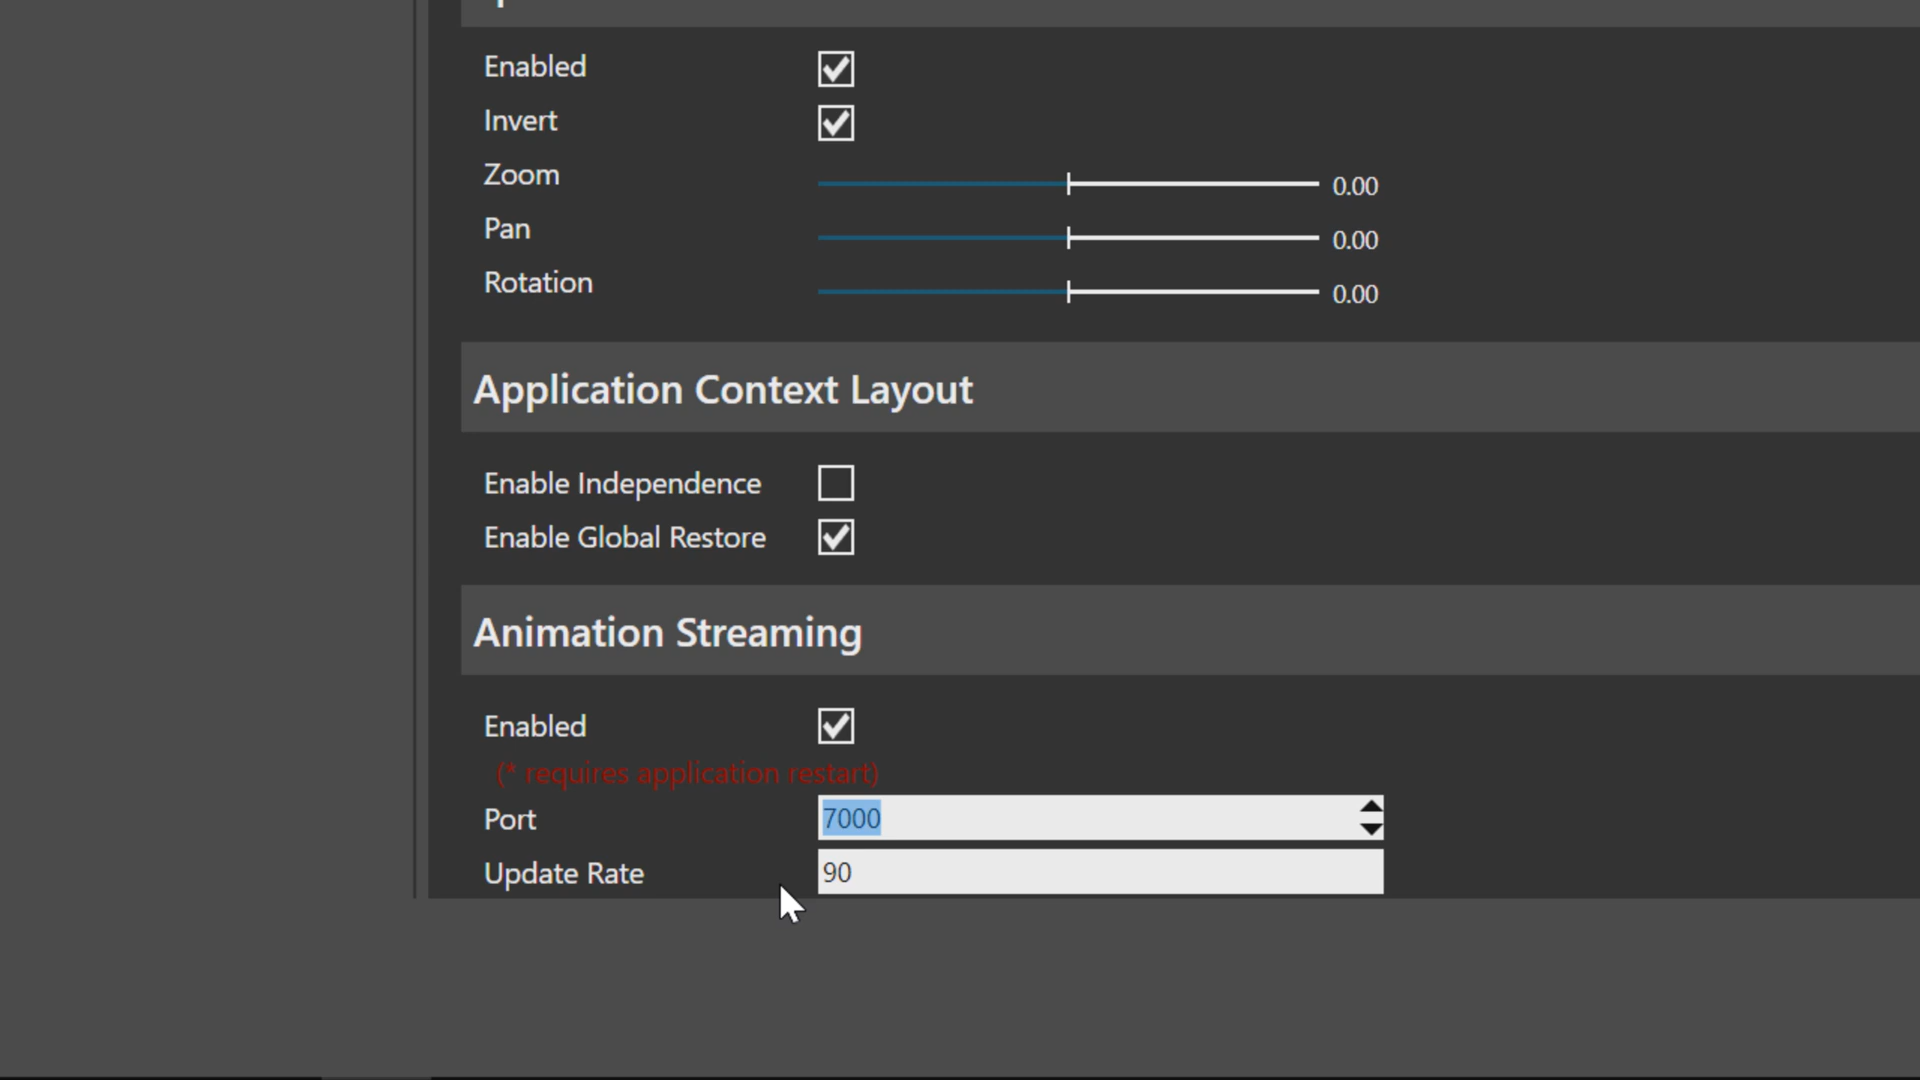 Enabled
Invert
Zoom 0.00
Pan 0.00
Rotation 0.00
Application Context Layout
Enable Independence
Enable Global Restore
Animation Streaming
Enabled
(* requires application restart)
Port 7000
Update Rate 90